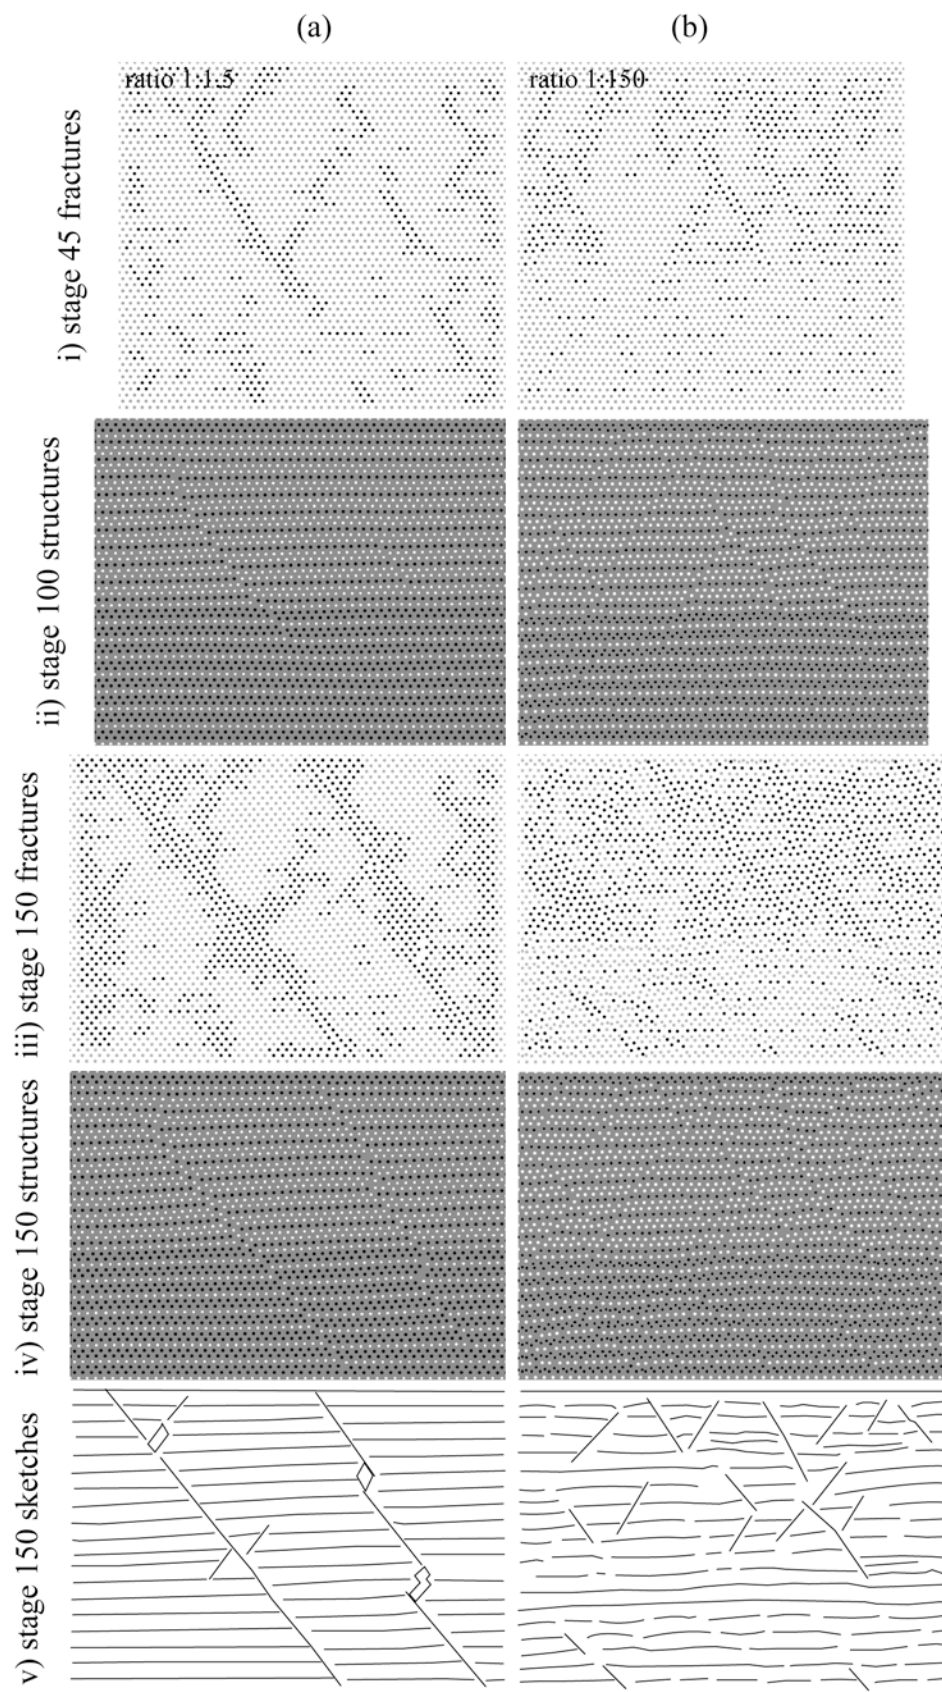 (a)
(b)
i) stage 45 fractures
ratio 1:1.5
ratio 1:150
ii) stage 100 structures
iii) stage 150 fractures
iv) stage 150 structures
v) stage 150 sketches